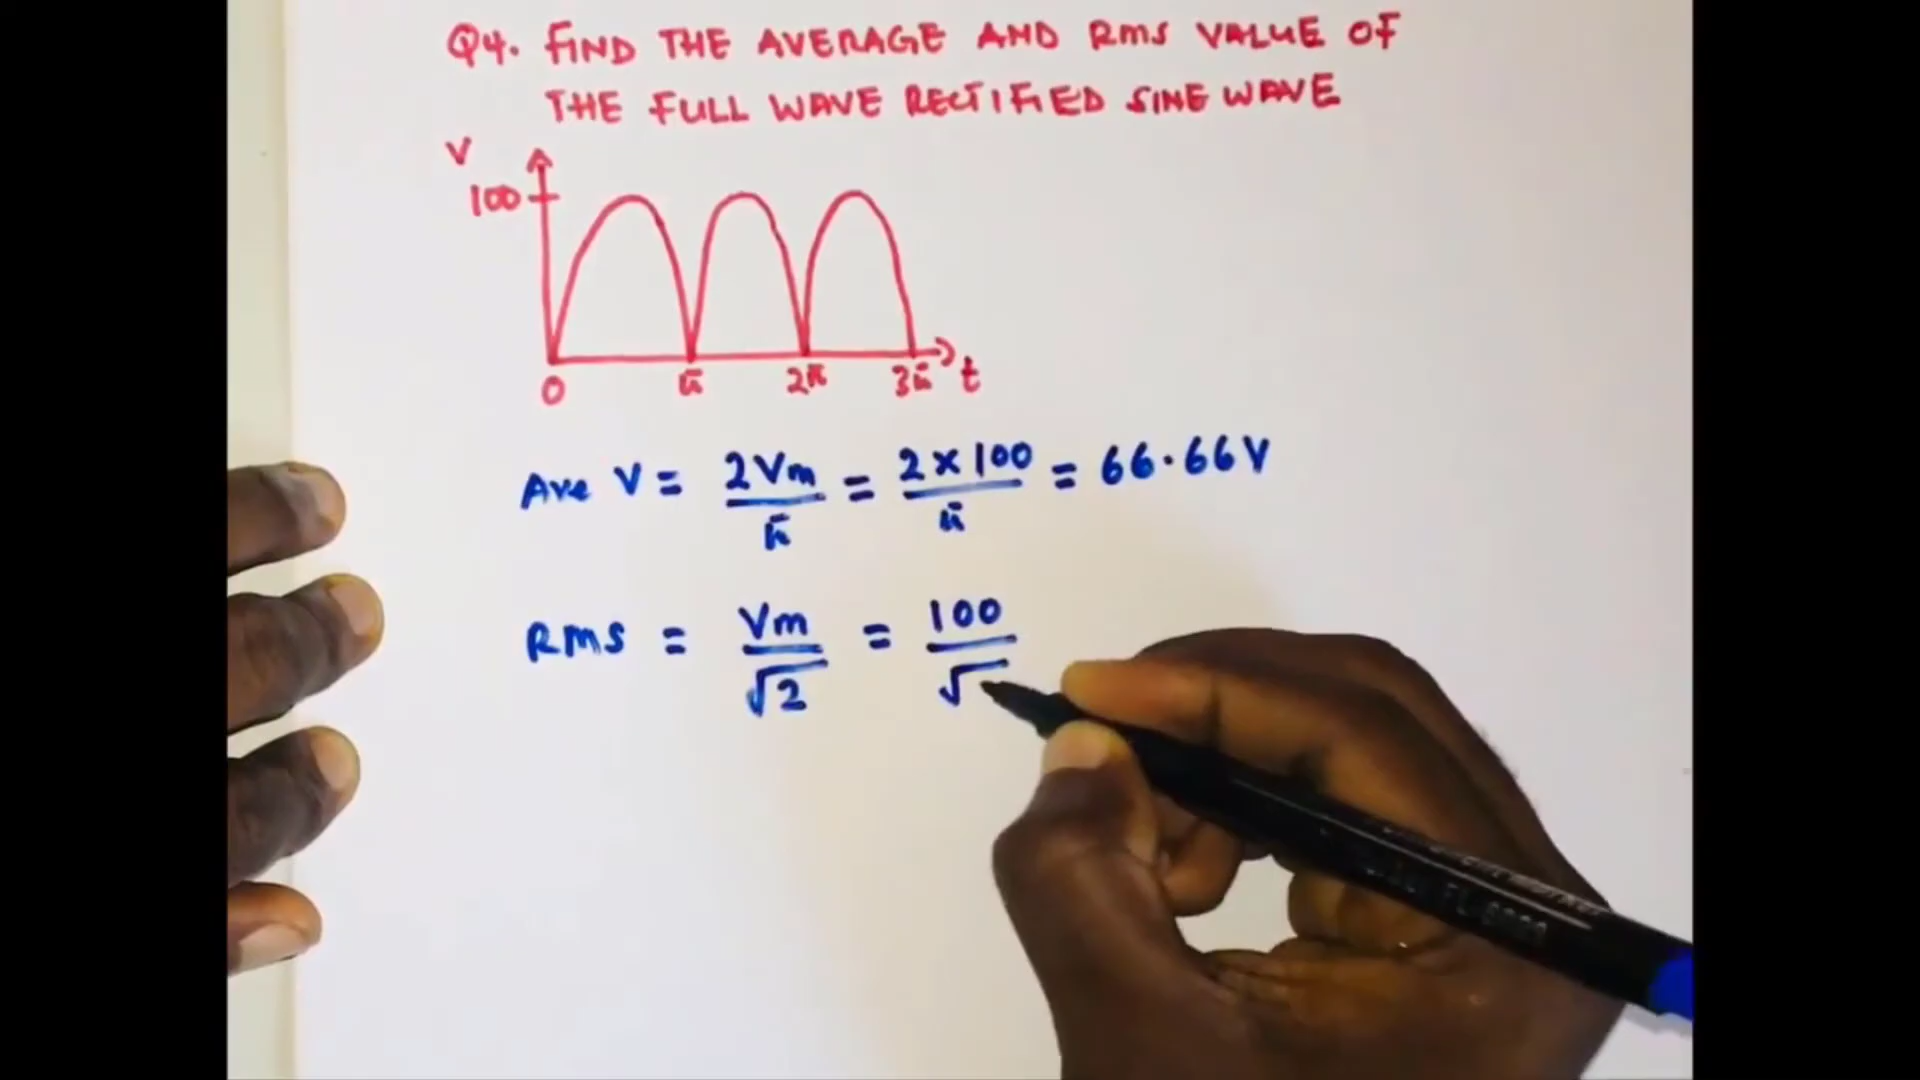 Q4. FIND THE AVERAGE AND RMS VALUE OF
THE FULL WAVE RECTIFIED SINE WAVE
V
100
0 π 2π 3π t
Ave V = 2Vm/π = 2 x 100/π = 66.66V
RMS = Vm/√2 = 100/√